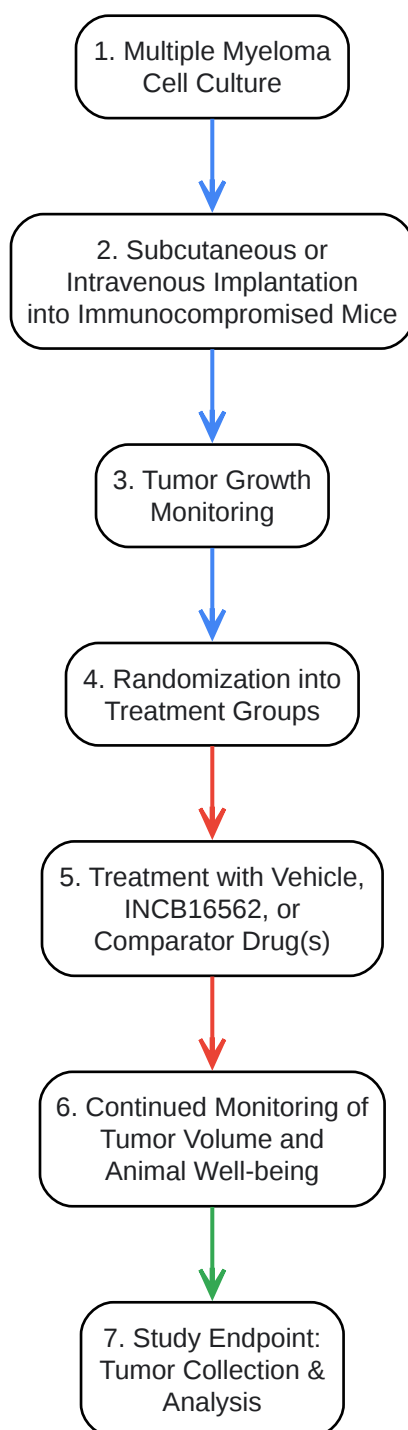 1. Multiple Myeloma
Cell Culture
2. Subcutaneous or
Intravenous Implantation
into Immunocompromised Mice
3. Tumor Growth
Monitoring
4. Randomization into
Treatment Groups
5. Treatment with Vehicle,
INCB16562, or
Comparator Drug(s)
6. Continued Monitoring of
Tumor Volume and
Animal Well-being
7. Study Endpoint:
Tumor Collection &
Analysis